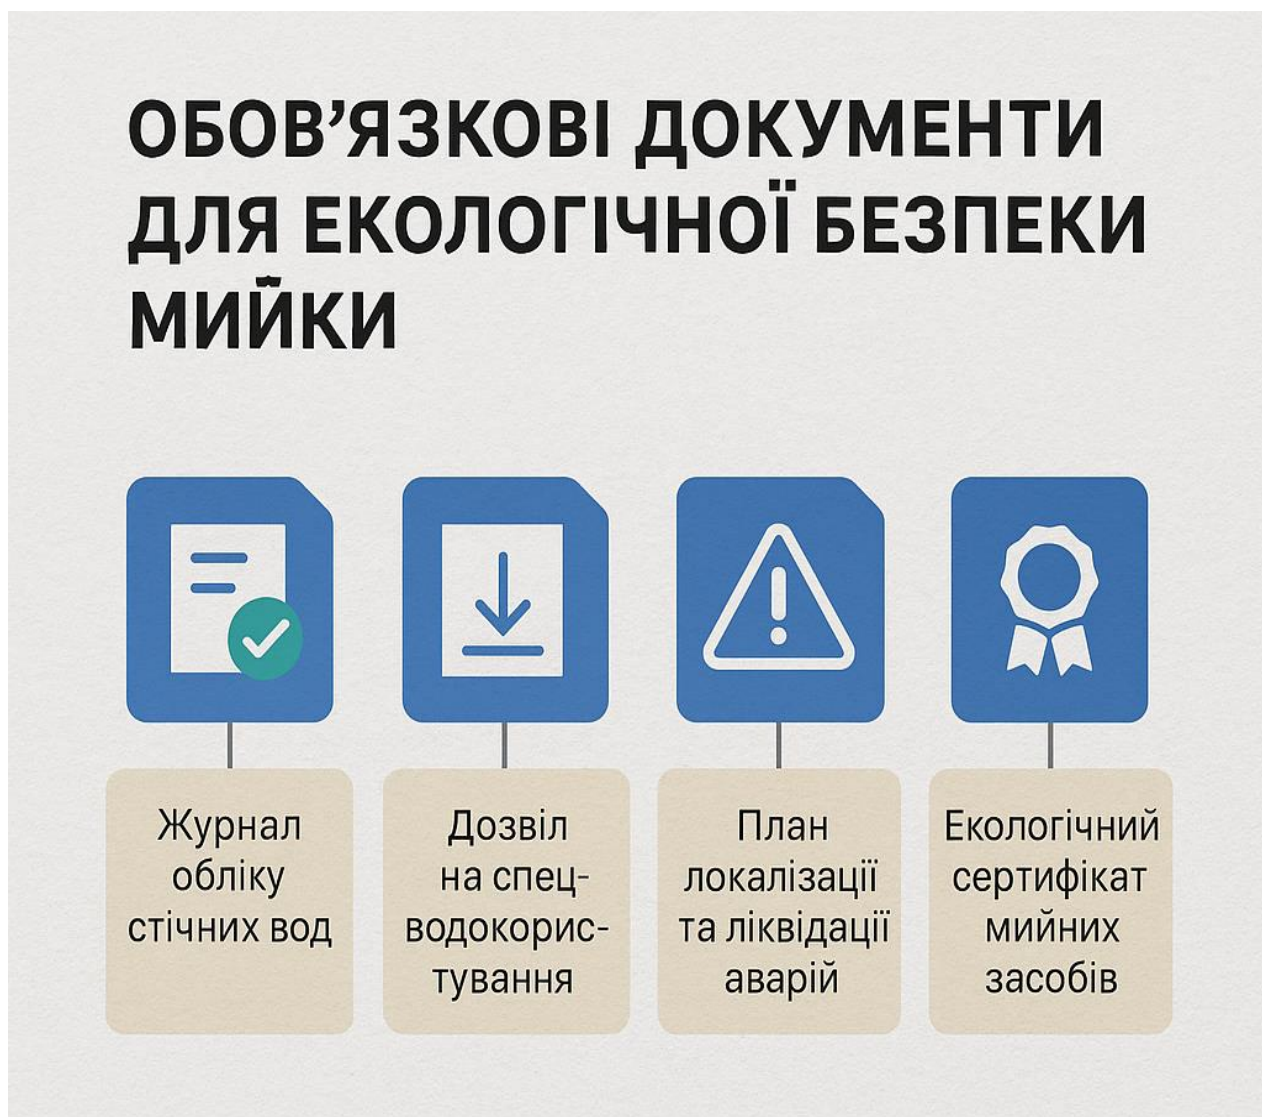 ОБОВ’ЯЗКОВІ ДОКУМЕНТИ
ДЛЯ ЕКОЛОГІЧНОЇ БЕЗПЕКИ
МИЙКИ
Журнал
обліку
стічних вод
Дозвіл
на спец-
водокорис-
тування
План
локалізації
та ліквідації
аварій
Екологічний
сертифікат
мийних
засобів